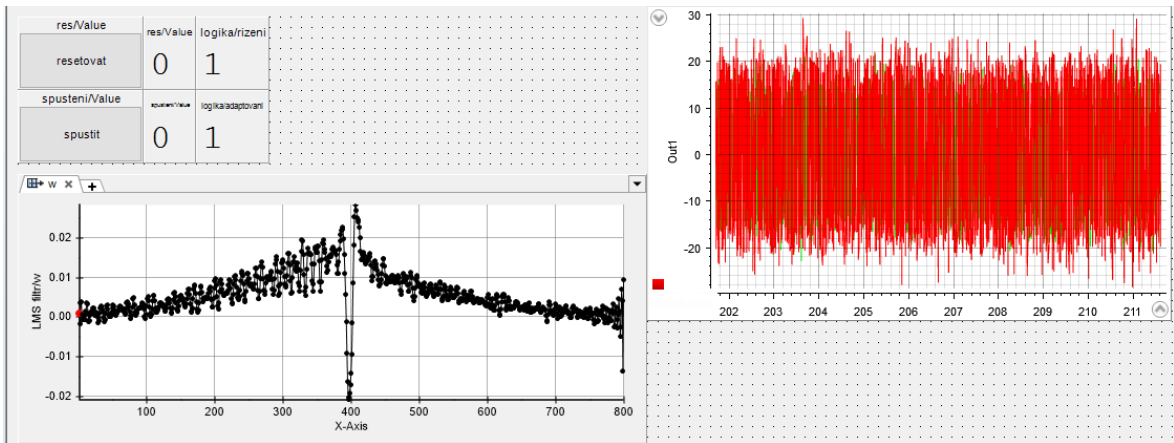 res/Value
resetovat
res/Value
0
logika/rizeni
1
spusteni/Value
spustit
spusteni/Value
0
logika/adaptovani
1
w
LMS filtr/w
0.02
0.01
0.00
-0.01
-0.02
100 200 300 400 500 600 700 800
X-Axis
Out1
30
20
10
0
-10
-20
202 203 204 205 206 207 208 209 210 211